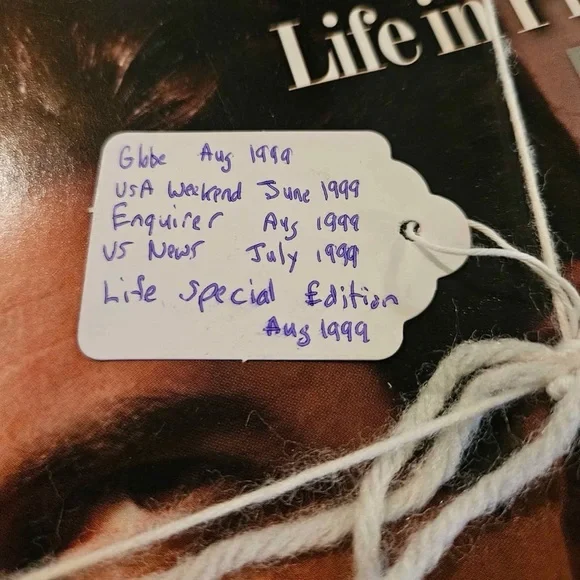 Life in
Globe Aug 1999
USA Weekend June 1999
Enquirer Aug 1999
US News July 1999
Life Special Edition
Aug 1999